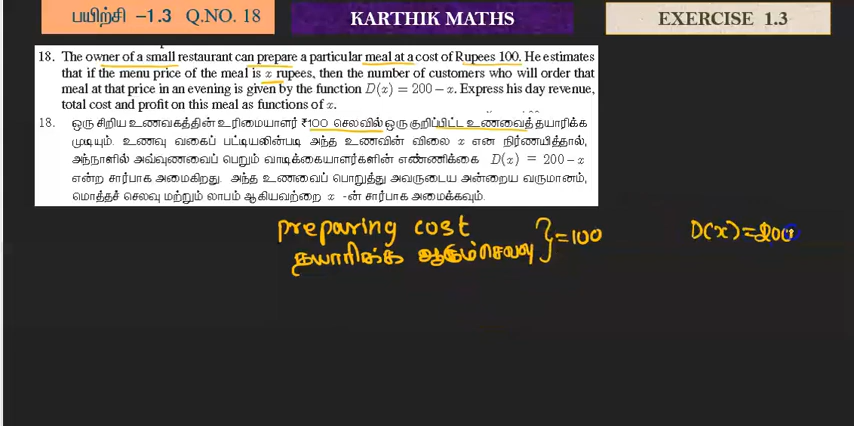 பயிற்சி –1.3 Q.NO. 18
KARTHIK MATHS
EXERCISE 1.3
18. The owner of a small restaurant can prepare a particular meal at a cost of Rupees 100. He estimates
that if the menu price of the meal is x rupees, then the number of customers who will order that
meal at that price in an evening is given by the function D(x) = 200 – x. Express his day revenue,
total cost and profit on this meal as functions of x.
18. ஒரு சிறிய உணவகத்தின் உரிமையாளர் ₹100 செலவில் ஒரு குறிப்பிட்ட உணவைத் தயாரிக்க
முடியும். உணவு வகைப் பட்டியலின்படி அந்த உணவின் விலை x என நிர்ணயித்தால்,
அந்நாளில் அவ்வுணவைப் பெறும் வாடிக்கையாளர்களின் எண்ணிக்கை D(x) = 200 – x
என்ற சார்பாக அமைகிறது. அந்த உணவைப் பொறுத்து அவருடைய அன்றைய வருமானம்,
மொத்தச் செலவு மற்றும் லாபம் ஆகியவற்றை x -ன் சார்பாக அமைக்கவும்.
preparing cost
தயாரிக்க ஆகும் செலவு } = 100
D(x) = 200